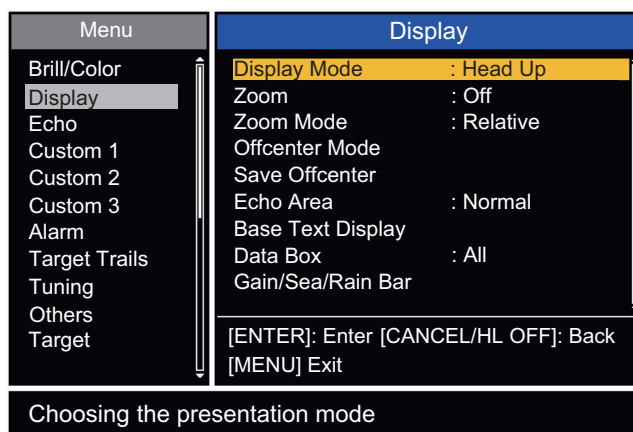 Menu
Brill/Color
Display
Echo
Custom 1
Custom 2
Custom 3
Alarm
Target Trails
Tuning
Others
Target
Display
Display Mode : Head Up
Zoom : Off
Zoom Mode : Relative
Offcenter Mode
Save Offcenter
Echo Area : Normal
Base Text Display
Data Box : All
Gain/Sea/Rain Bar
[ENTER]: Enter [CANCEL/HL OFF]: Back
[MENU] Exit
Choosing the presentation mode